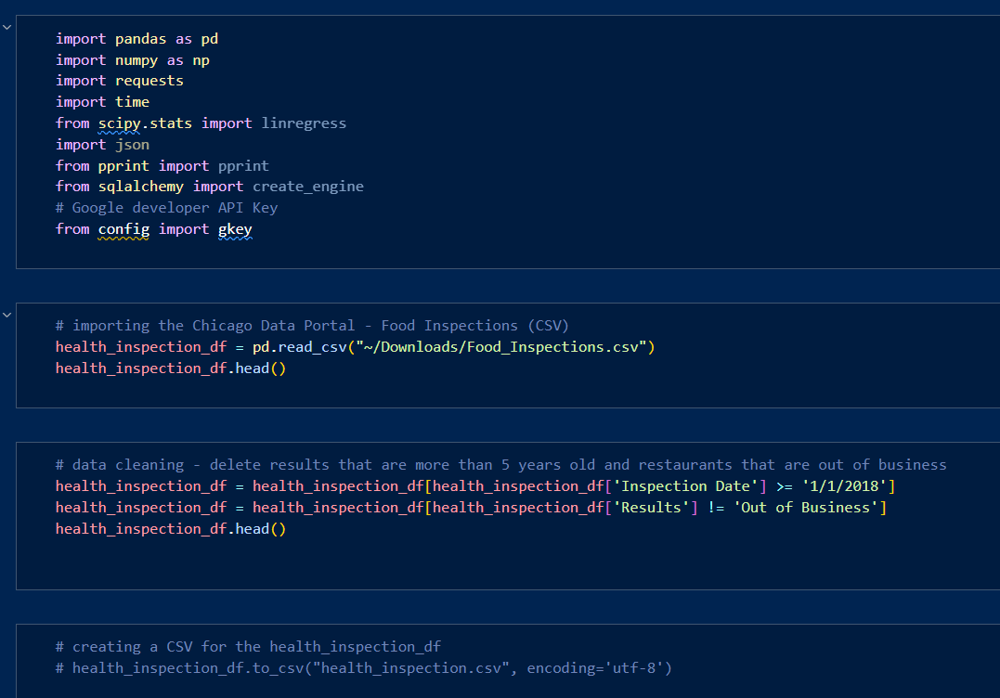 import pandas as pd
import numpy as np
import requests
import time
from scipy.stats import linregress
import json
from pprint import pprint
from sqlalchemy import create_engine
# Google developer API Key
from config import gkey
# importing the Chicago Data Portal - Food Inspections (CSV)
health_inspection_df = pd.read_csv("~/Downloads/Food_Inspections.csv")
health_inspection_df.head()
# data cleaning - delete results that are more than 5 years old and restaurants that are out of business
health_inspection_df = health_inspection_df[health_inspection_df['Inspection Date'] >= '1/1/2018']
health_inspection_df = health_inspection_df[health_inspection_df['Results'] != 'Out of Business']
health_inspection_df.head()
# creating a CSV for the health_inspection_df
# health_inspection_df.to_csv("health_inspection.csv", encoding='utf-8')